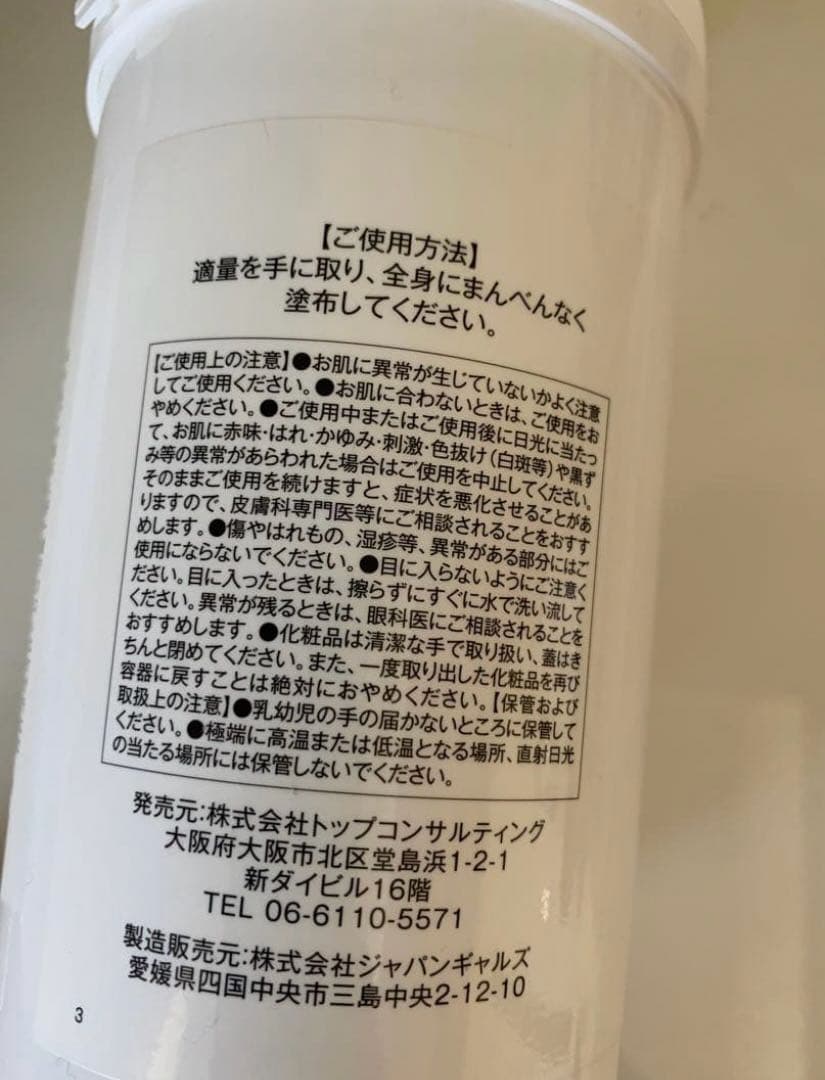 【ご使用方法】
適量を手に取り、全身にまんべんなく
塗布してください。
【ご使用上の注意】●お肌に異常が生じていないかよく注意
してご使用ください。●お肌に合わないときは、ご使用をお
やめください。●ご使用中またはご使用後に日光に当たっ
て、お肌に赤味・はれ・かゆみ・刺激・色抜け(白斑等)や黒ず
み等の異常があらわれた場合はご使用を中止してください。
そのままご使用を続けますと、症状を悪化させることがあ
りますので、皮膚科専門医等にご相談されることをおすす
めします。●傷やはれもの、湿疹等、異常がある部分にはご
使用にならないでください。●目に入らないようにご注意く
ださい。目に入ったときは、擦らずにすぐに水で洗い流して
ください。異常が残るときは、眼科医にご相談されることを
おすすめします。●化粧品は清潔な手で取り扱い、蓋はき
ちんと閉めてください。また、一度取り出した化粧品を再び
容器に戻すことは絶対におやめください。【保管および
取扱上の注意】●乳幼児の手の届かないところに保管して
ください。●極端に高温または低温となる場所、直射日光
の当たる場所には保管しないでください。
発売元:株式会社トップコンサルティング
大阪府大阪市北区堂島浜1-2-1
新ダイビル16階
TEL 06-6110-5571
製造販売元:株式会社ジャパンギャルズ
愛媛県四国中央市三島中央2-12-10
3